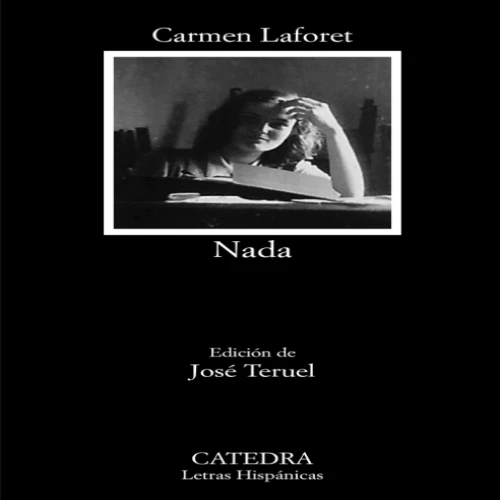 Carmen Laforet
Nada
Edición de
José Teruel
CATEDRA
Letras Hispánicas